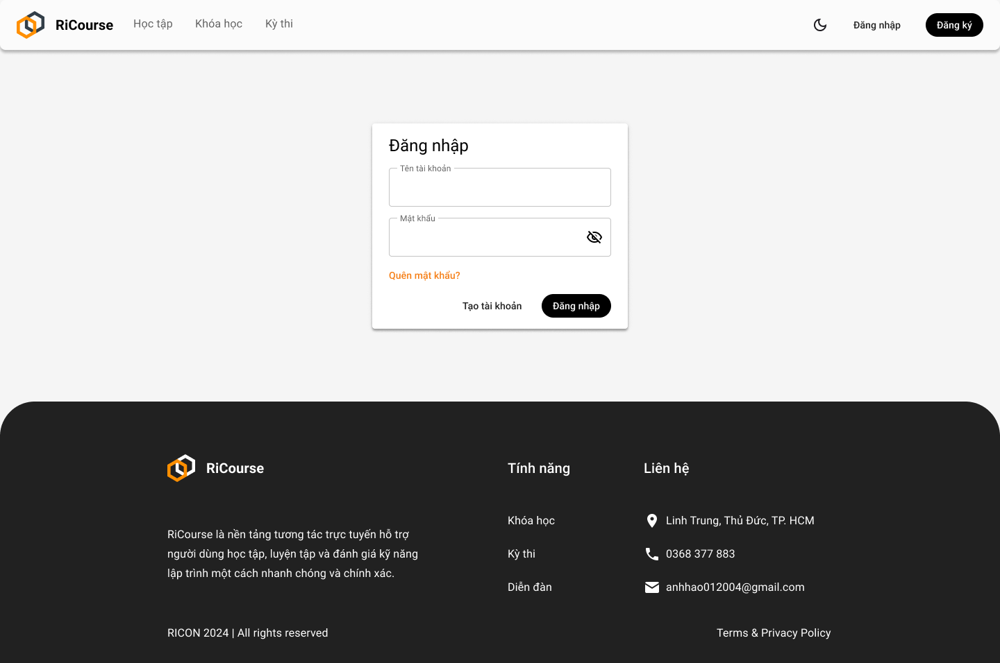 RiCourse
Học tập
Khóa học
Kỳ thi
Đăng nhập
Đăng ký
Đăng nhập
Tên tài khoản
Mật khẩu
Quên mật khẩu?
Tạo tài khoản
Đăng nhập
RiCourse
RiCourse là nền tảng tương tác trực tuyến hỗ trợ
người dùng học tập, luyện tập và đánh giá kỹ năng
lập trình một cách nhanh chóng và chính xác.
Tính năng
Khóa học
Kỳ thi
Diễn đàn
Liên hệ
Linh Trung, Thủ Đức, TP. HCM
0368 377 883
anhhao012004@gmail.com
RICON 2024 | All rights reserved
Terms & Privacy Policy